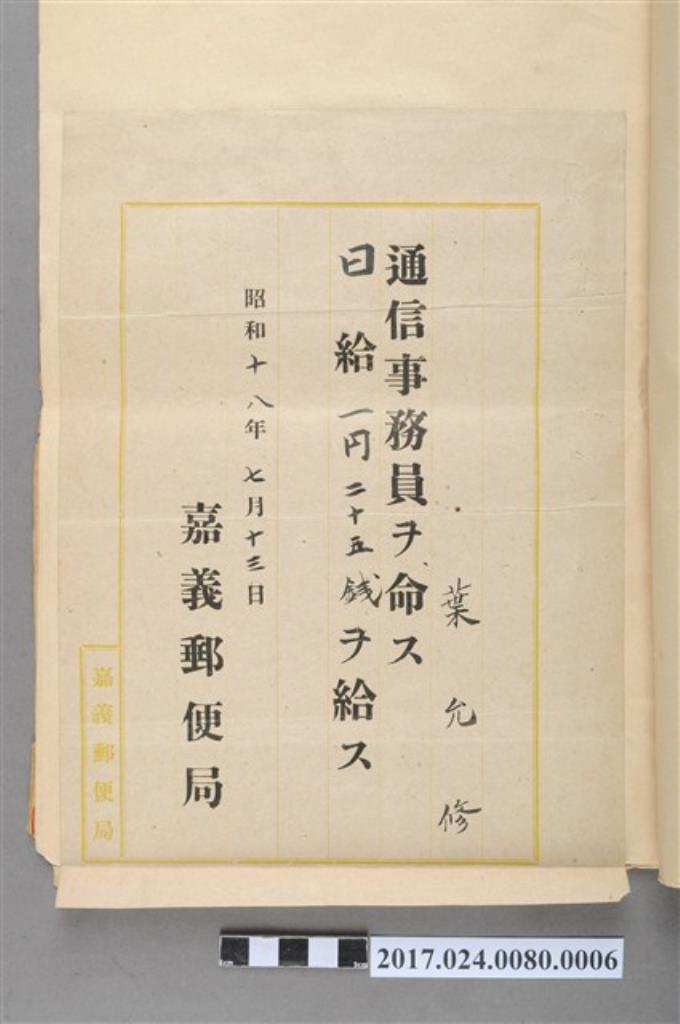 葉允修
通信事務員ヲ命ス
日給一円二十五銭ヲ給ス
昭和十八年七月十三日
嘉義郵便局
嘉義郵便局
0cm
5cm
2017.024.0080.0006